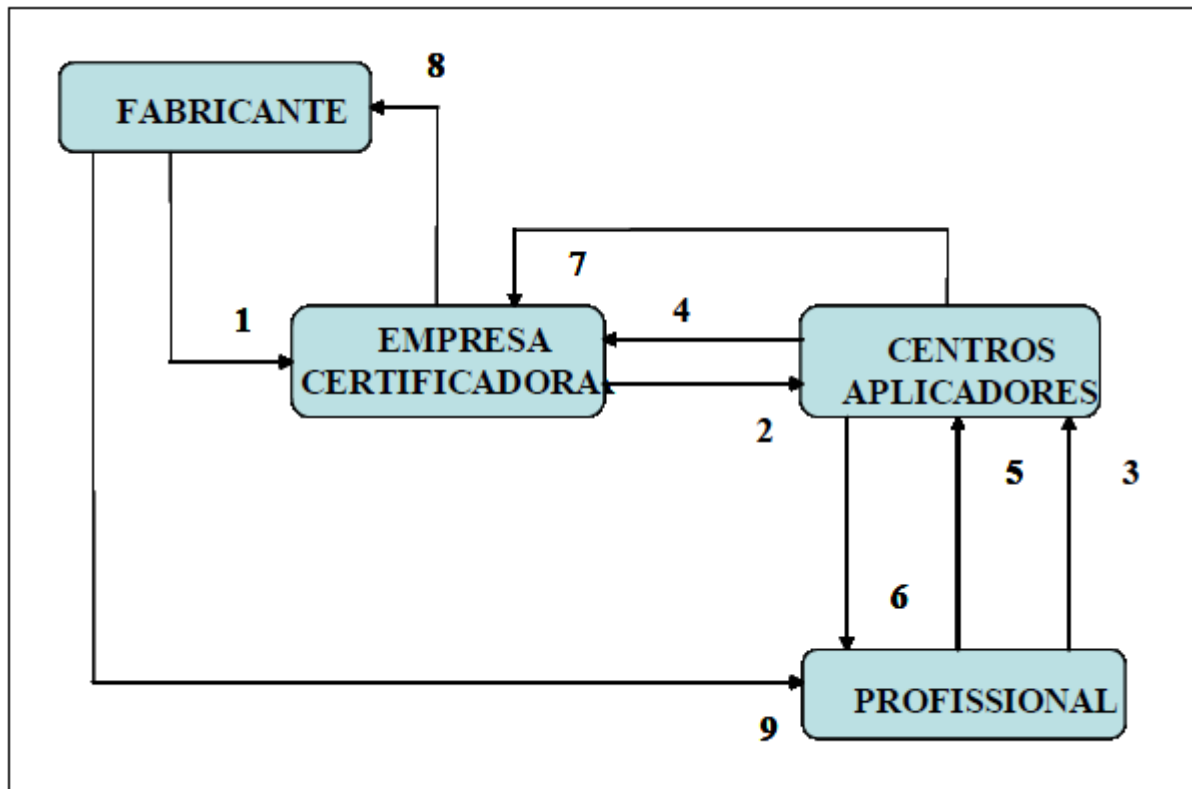 8
FABRICANTE
7
1
4
EMPRESA
CERTIFICADORA
CENTROS
APLICADORES
2
5
3
6
PROFISSIONAL
9